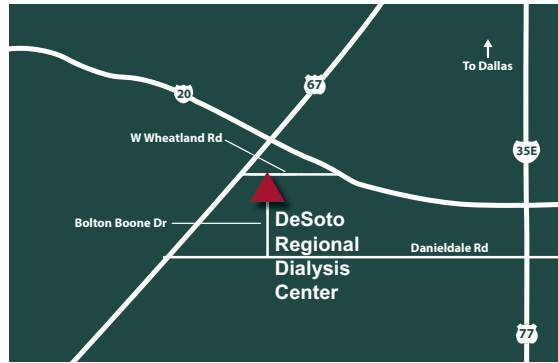 67
20
To Dallas
W Wheatland Rd
35E
Bolton Boone Dr
DeSoto
Regional
Dialysis
Center
Danieldale Rd
77